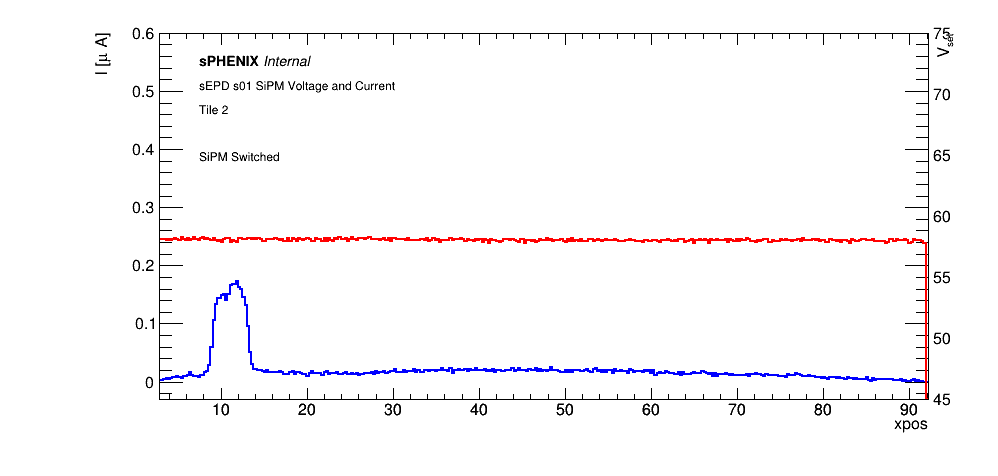 I [μ A]
0.6
0.5
0.4
0.3
0.2
0.1
0
sPHENIX Internal
sEPD s01 SiPM Voltage and Current
Tile 2
SiPM Switched
75
V set
70
65
60
55
50
45
10 20 30 40 50 60 70 80 90
xpos